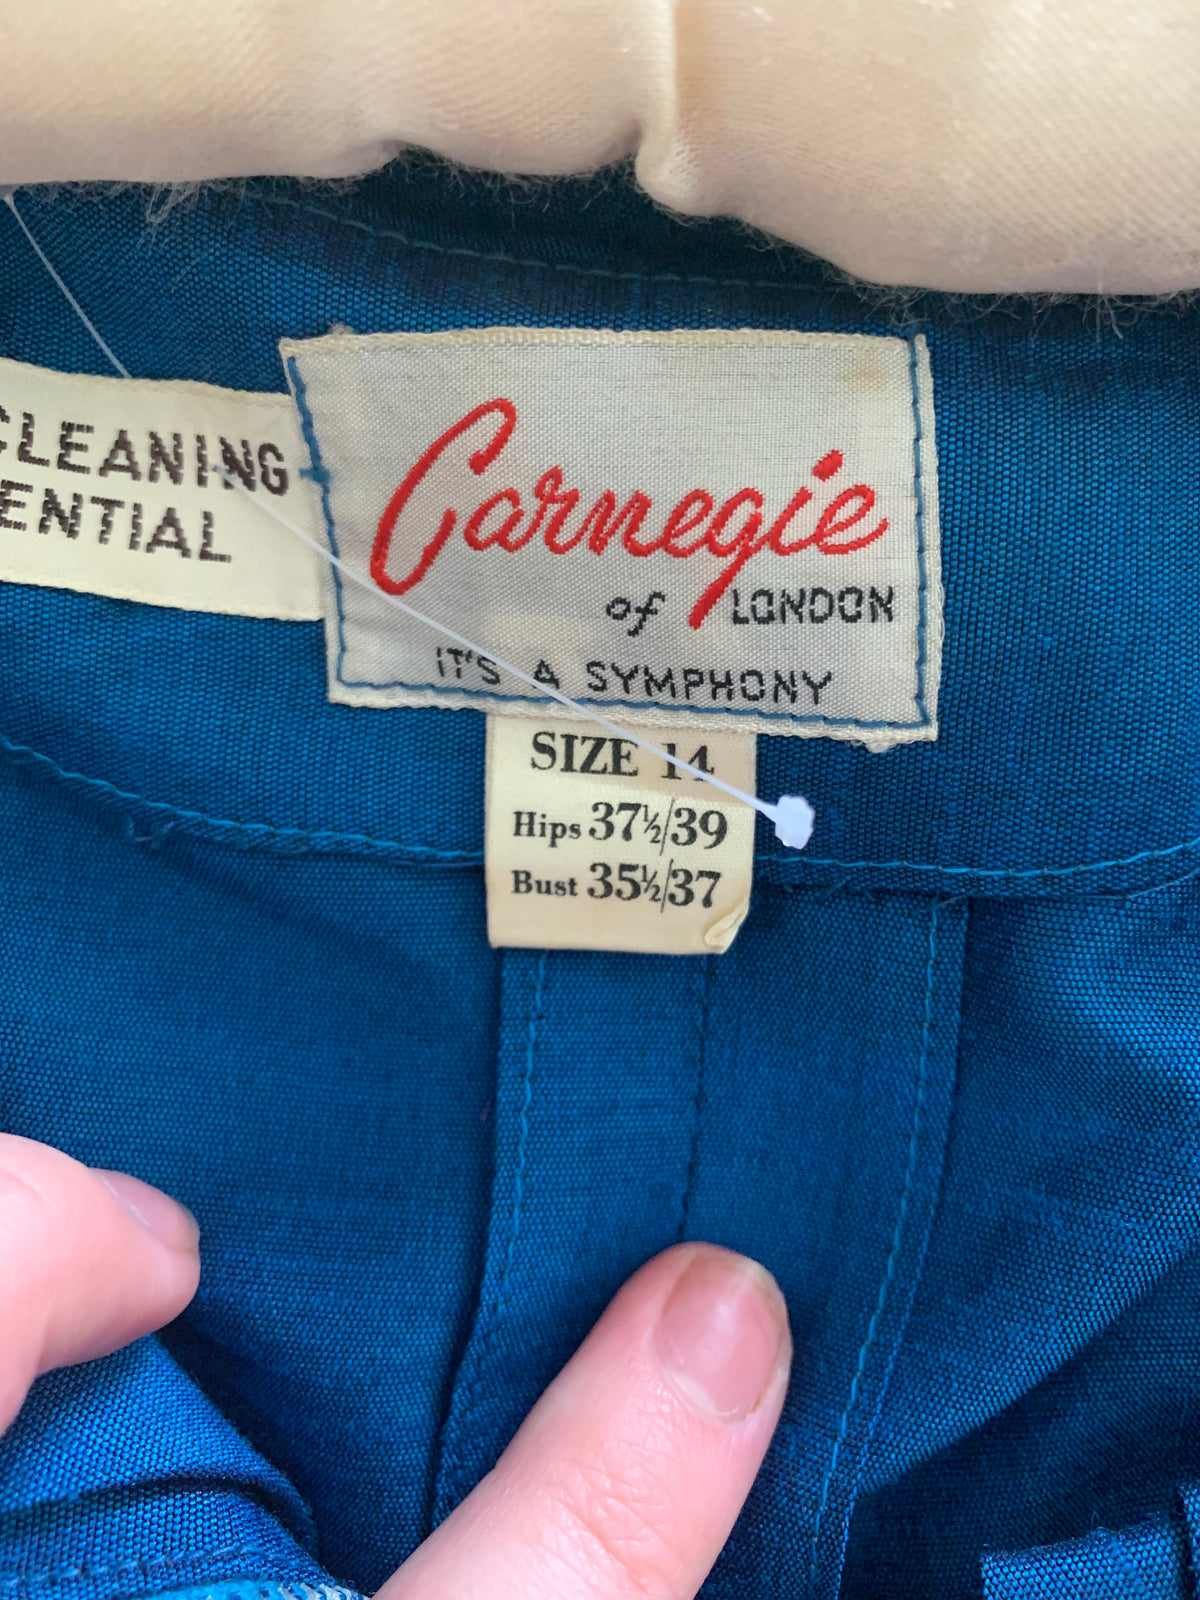 CLEANING
ENTIAL
Carnegie
of LONDON
IT'S A SYMPHONY
SIZE 14
Hips 37½/39
Bust 35½/37